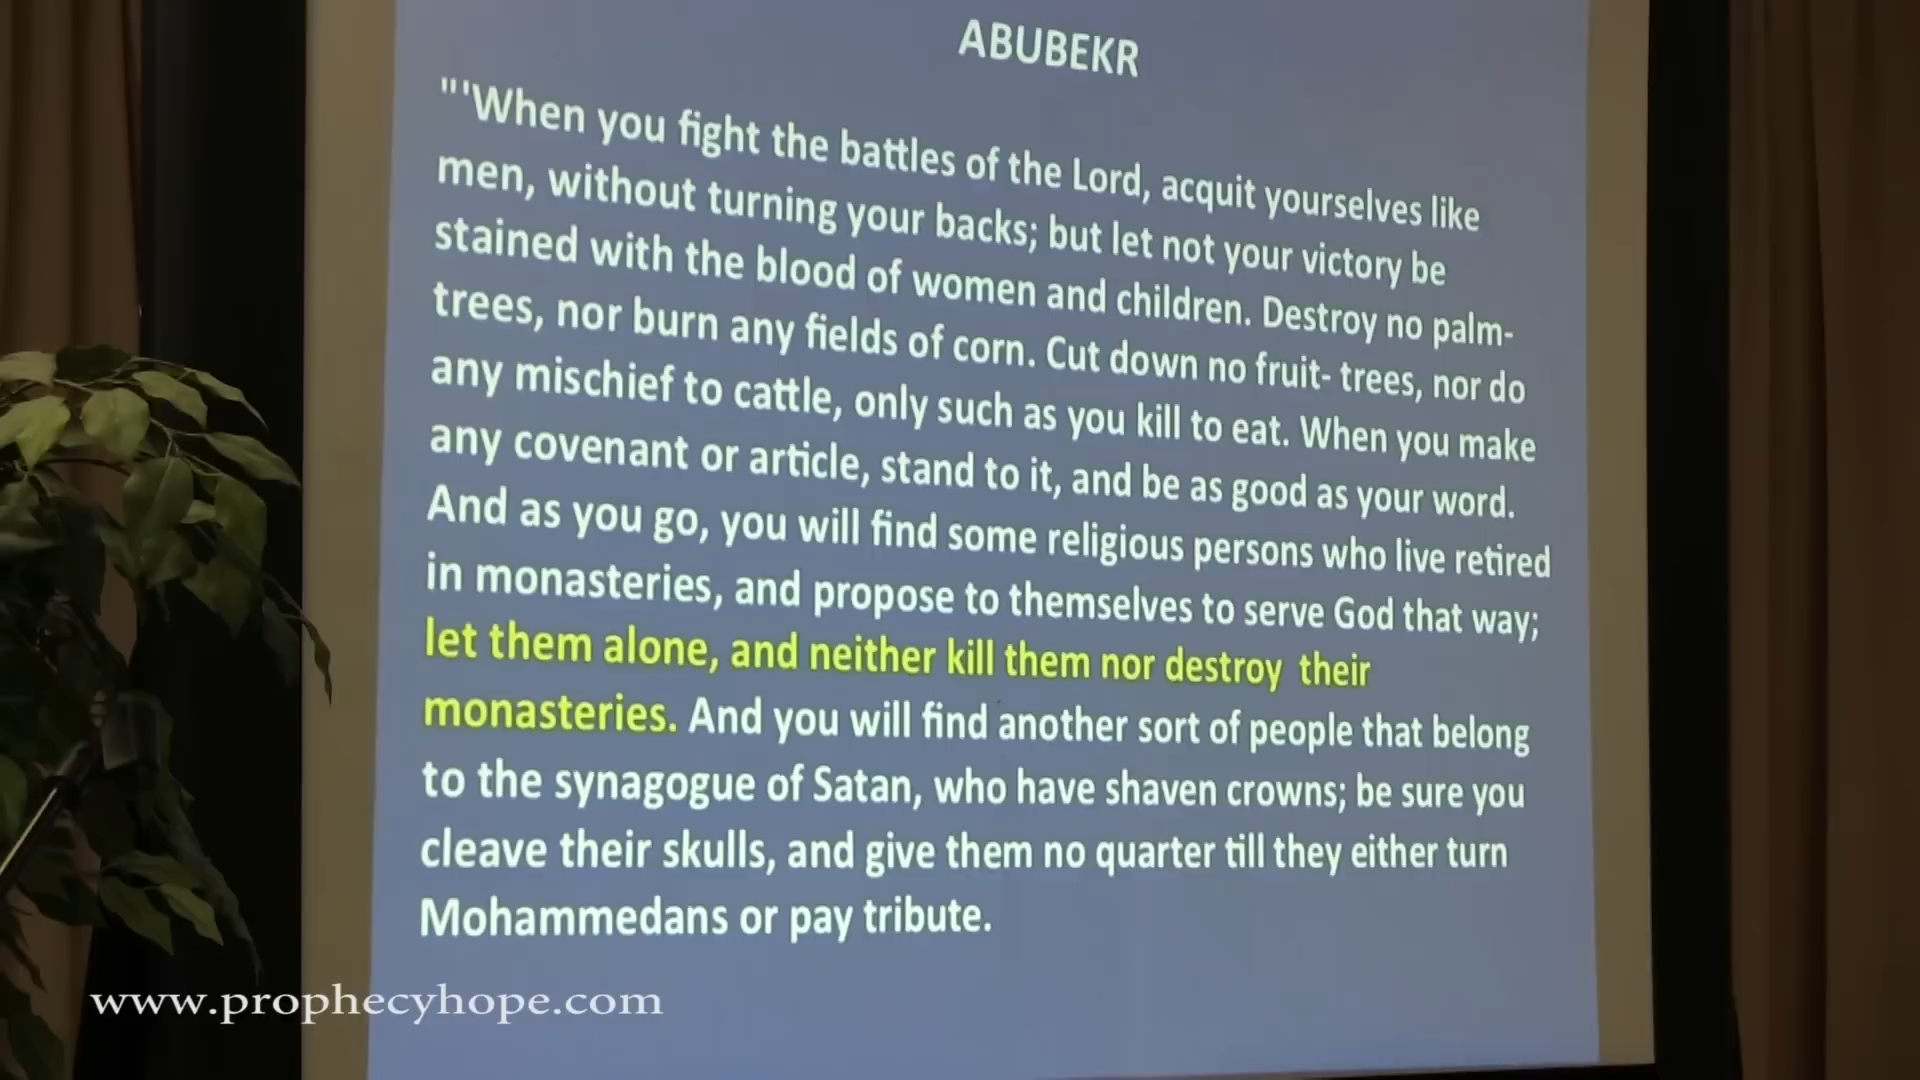 ABUBEKR
"'When you fight the battles of the Lord, acquit yourselves like
men, without turning your backs; but let not your victory be
stained with the blood of women and children. Destroy no palm-
trees, nor burn any fields of corn. Cut down no fruit- trees, nor do
any mischief to cattle, only such as you kill to eat. When you make
any covenant or article, stand to it, and be as good as your word.
And as you go, you will find some religious persons who live retired
in monasteries, and propose to themselves to serve God that way;
let them alone, and neither kill them nor destroy their
monasteries. And you will find another sort of people that belong
to the synagogue of Satan, who have shaven crowns; be sure you
cleave their skulls, and give them no quarter till they either turn
Mohammedans or pay tribute.
www.prophecyhope.com